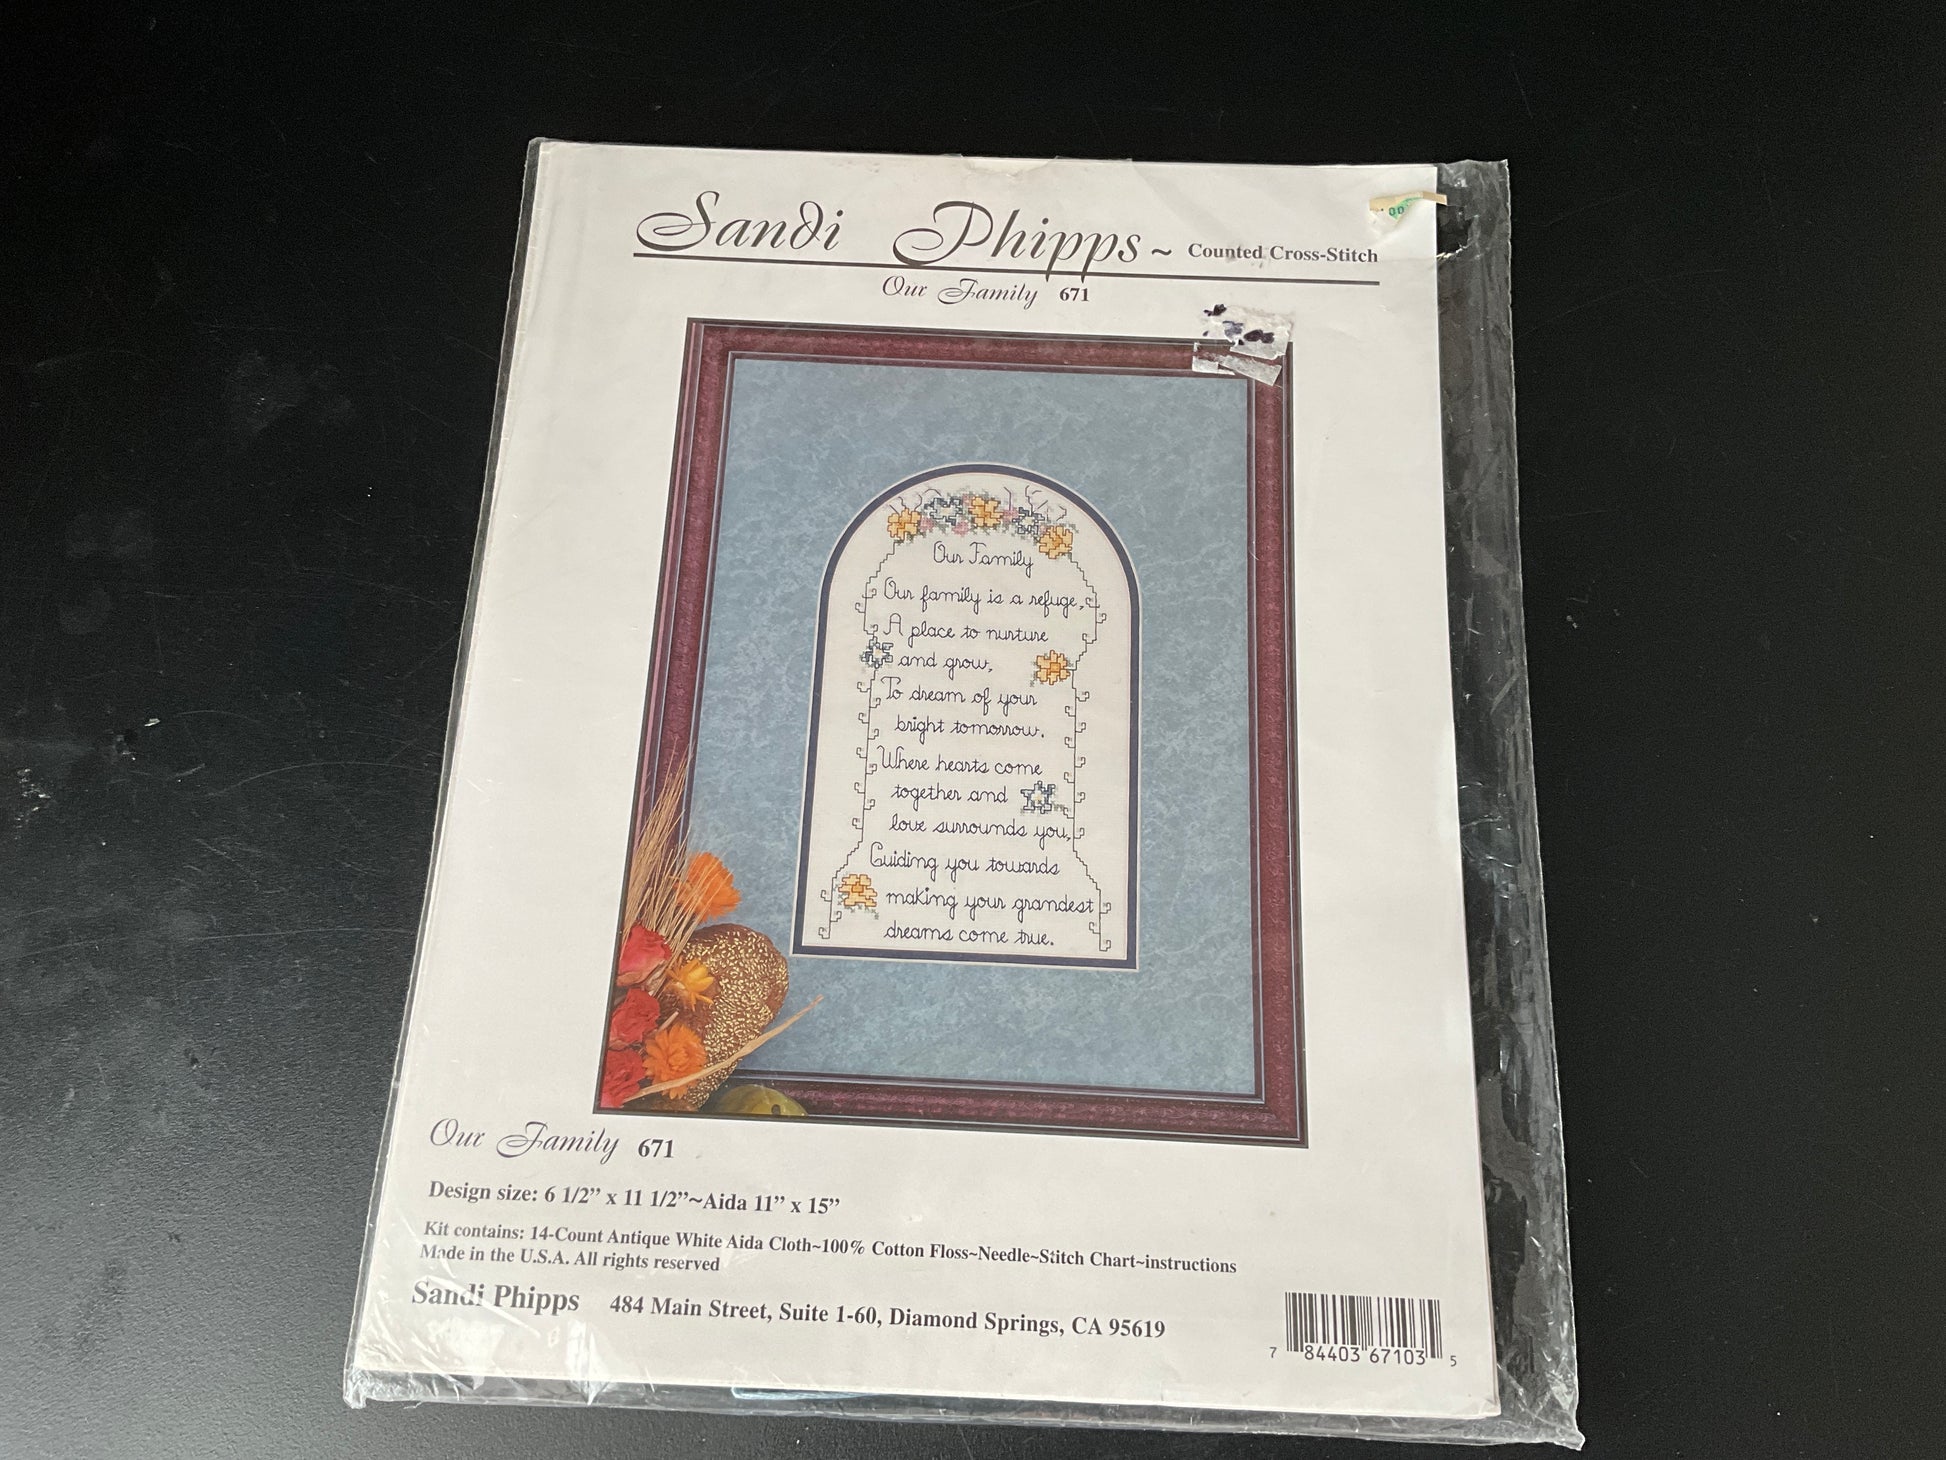 Sandi Phipps ~ Counted Cross-Stitch
Our Family 671
00
Our Family
Our family is a refuge,
A place to nurture
and grow,
To dream of your
bright tomorrow.
Where hearts come
together and
love surrounds you,
Guiding you towards
making your grandest
dreams come true.
Our Family 671
Design size: 6 1/2” x 11 1/2”~Aida 11” x 15”
Kit contains: 14-Count Antique White Aida Cloth~100% Cotton Floss~Needle~Stitch Chart~instructions
Made in the U.S.A. All rights reserved
Sandi Phipps 484 Main Street, Suite 1-60, Diamond Springs, CA 95619
7 84403 67103 5